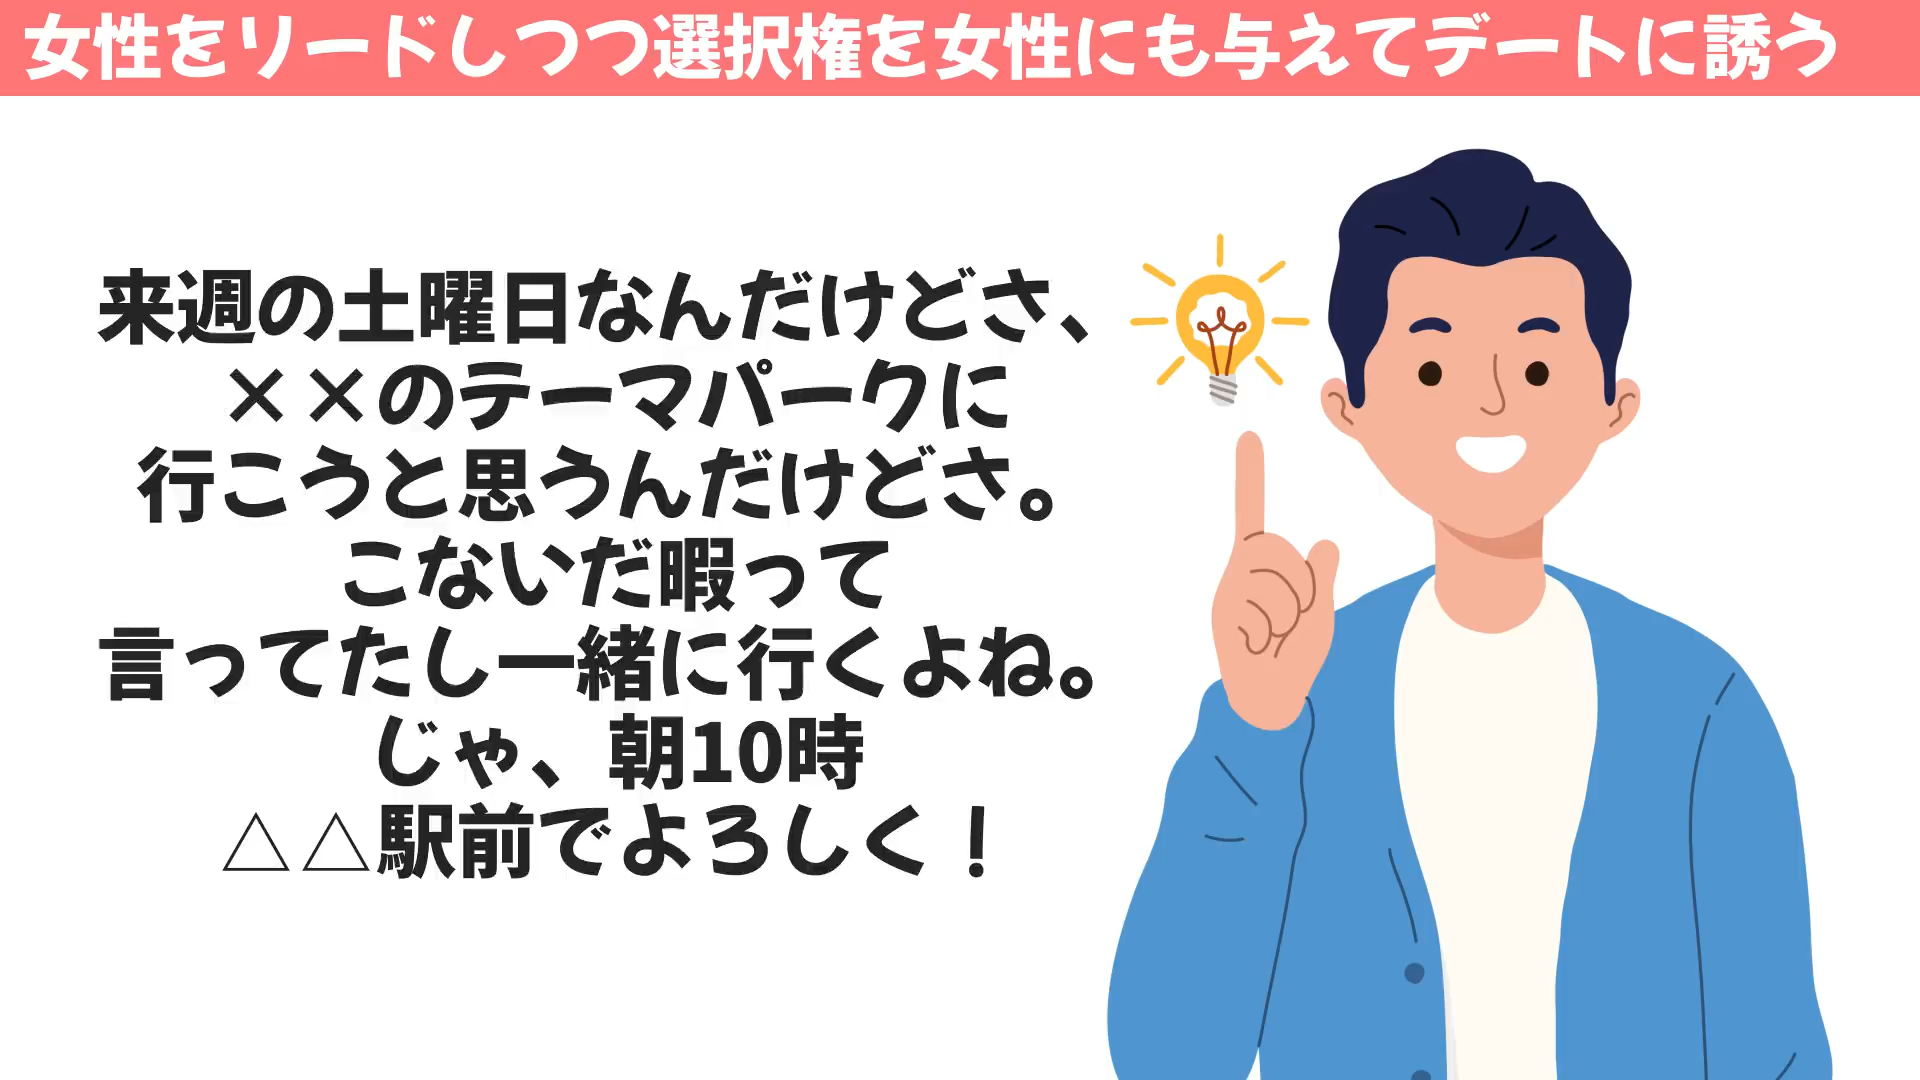 女性をリードしつつ選択権を女性にも与えてデートに誘う
来週の土曜日なんだけどさ、
××のテーマパークに
行こうと思うんだけどさ。
こないだ暇って
言ってたし一緒に行くよね。
じゃ、朝10時
△△駅前でよろしく！